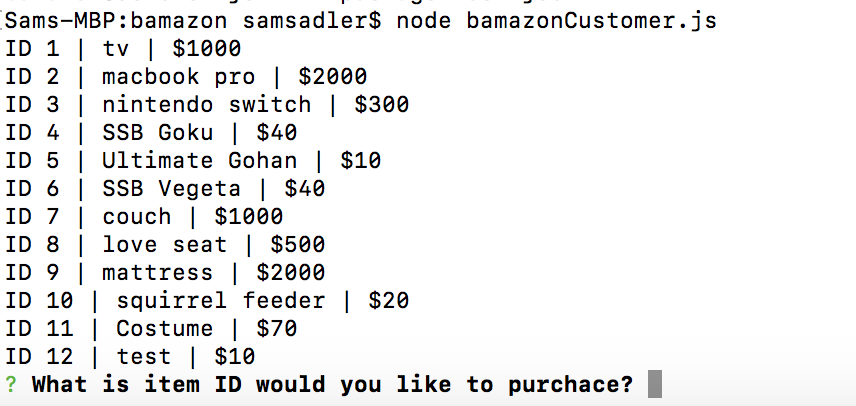 Sams-MBP:bamazon samsadler$ node bamazonCustomer.js
ID 1 | tv | $1000
ID 2 | macbook pro | $2000
ID 3 | nintendo switch | $300
ID 4 | SSB Goku | $40
ID 5 | Ultimate Gohan | $10
ID 6 | SSB Vegeta | $40
ID 7 | couch | $1000
ID 8 | love seat | $500
ID 9 | mattress | $2000
ID 10 | squirrel feeder | $20
ID 11 | Costume | $70
ID 12 | test | $10
? What is item ID would you like to purchace?